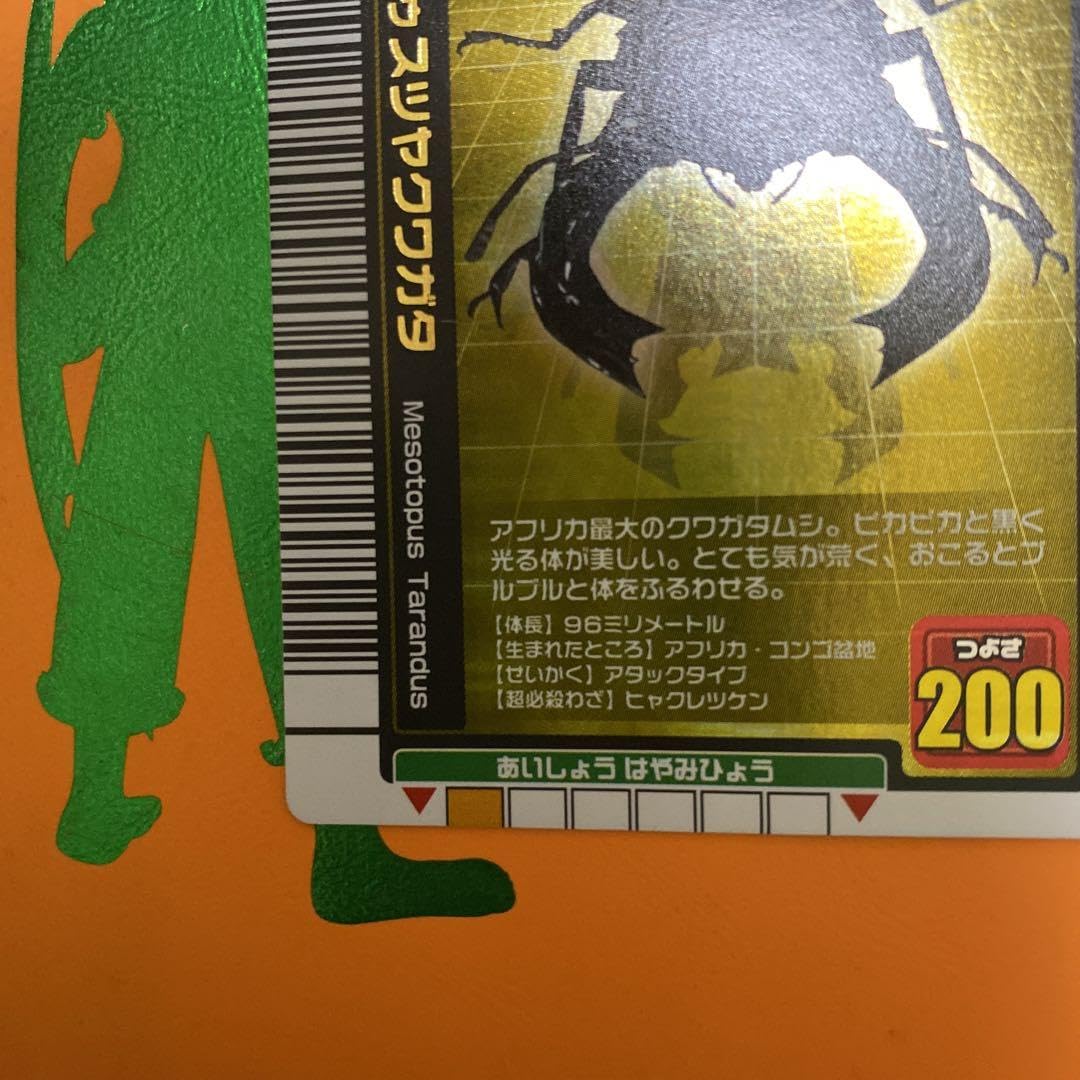 ゥスツヤクワガタ
Mesotopus Tarandus
アフリカ最大のクワガタムシ。ピカピカと黒く
光る体が美しい。とても気が荒く、おこるとブ
ルブルと体をふるわせる。
【体長】96ミリメートル
【生まれたところ】アフリカ・コンゴ盆地
【せいかく】アタックタイプ
【超必殺わざ】ヒャクレツケン
つよさ
200
あいしょう はやみひょう